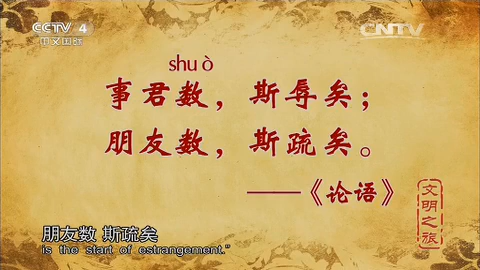 CCTV 4
中文国际
CNTV
shuò
事君数，斯辱矣；
朋友数，斯疏矣。
——《论语》
文明之旅
朋友数 斯疏矣
is the start of estrangement."